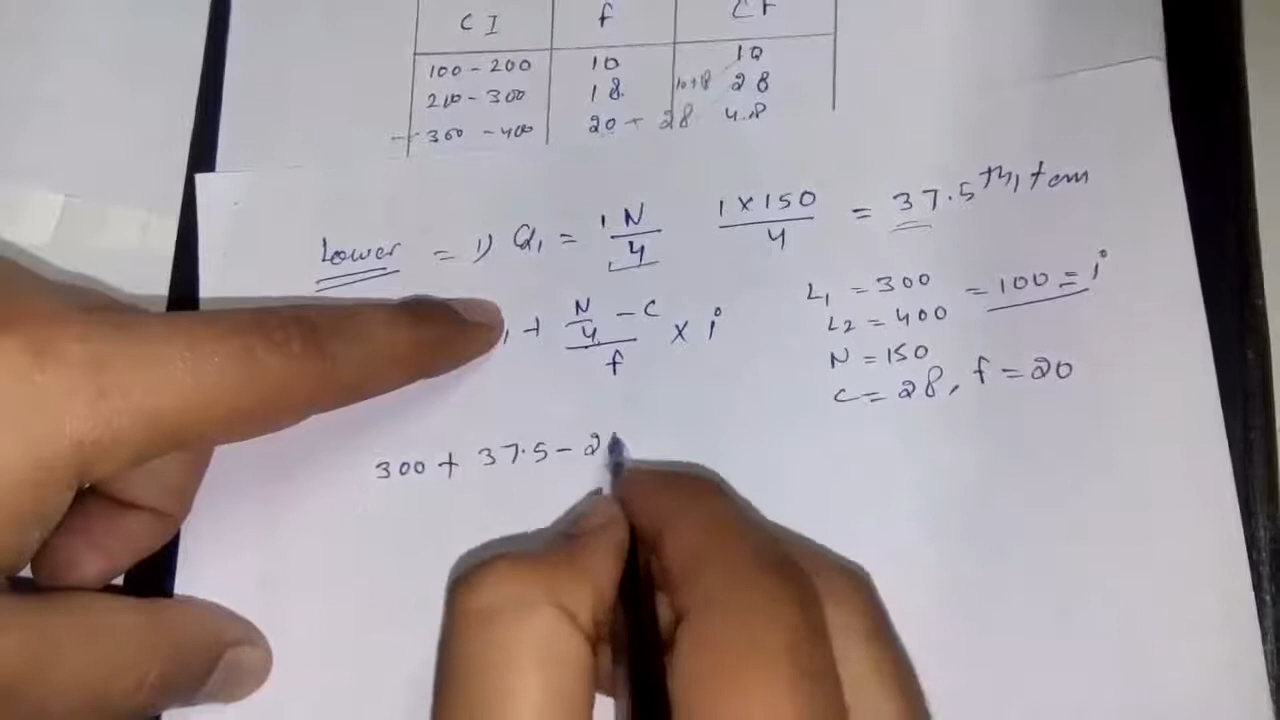 C I f CF
100 - 200 10 10
200 - 300 18 10+8 28
300 - 400 20 + 28 48
Lower = 1) Q₁ = 1N/4 1 X 150/4 = 37.5th item
L₁ = 300 = 100 = i
L2 = 400
₁ + N/4 - C / f x i
N = 150
C = 28, f = 20
300 + 37.5 - 2